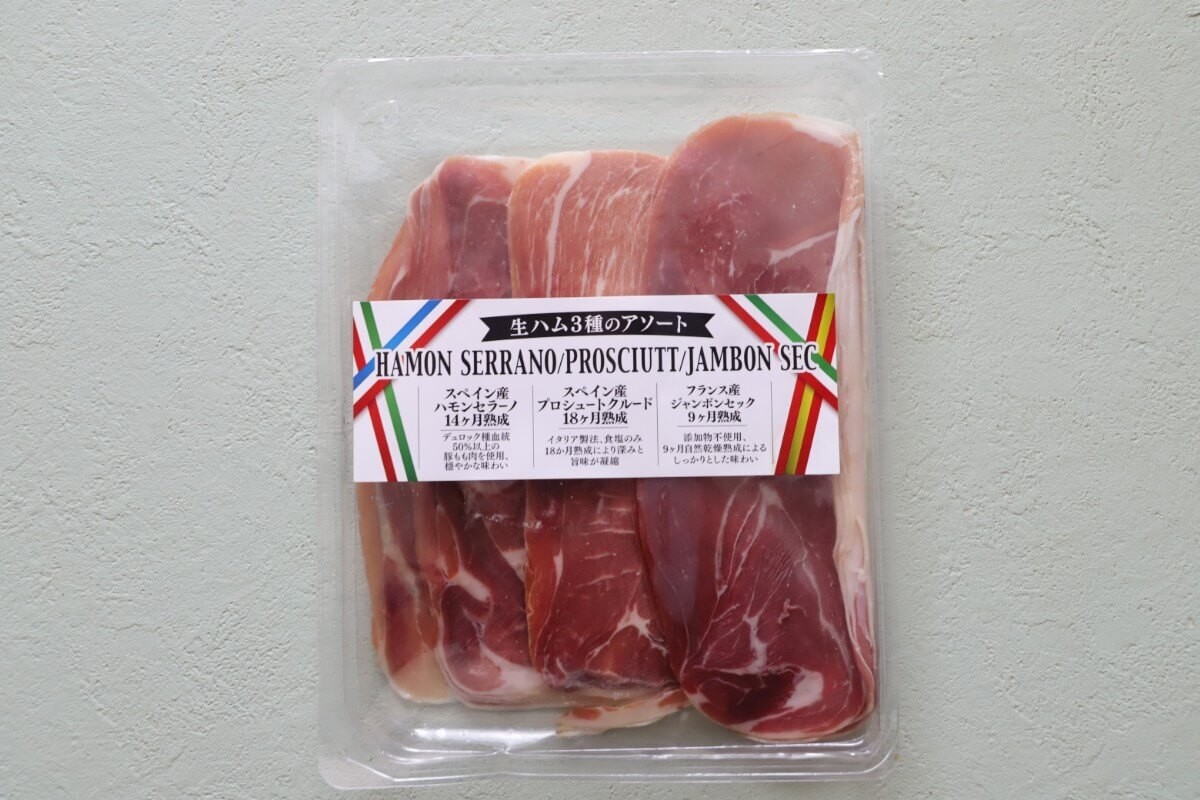 生ハム3種のアソート
HAMON SERRANO/PROSCIUTT/JAMBON SEC
スペイン産
ハモンセラーノ
14ヶ月熟成
デュロック種血統
50%以上の
豚もも肉を使用、
穏やかな味わい
スペイン産
プロシュートクルード
18ヶ月熟成
イタリア製法、食塩のみ
18か月熟成により深みと
旨味が凝縮
フランス産
ジャンボンセック
9ヶ月熟成
添加物不使用、
9ヶ月自然乾燥熟成による
しっかりとした味わい